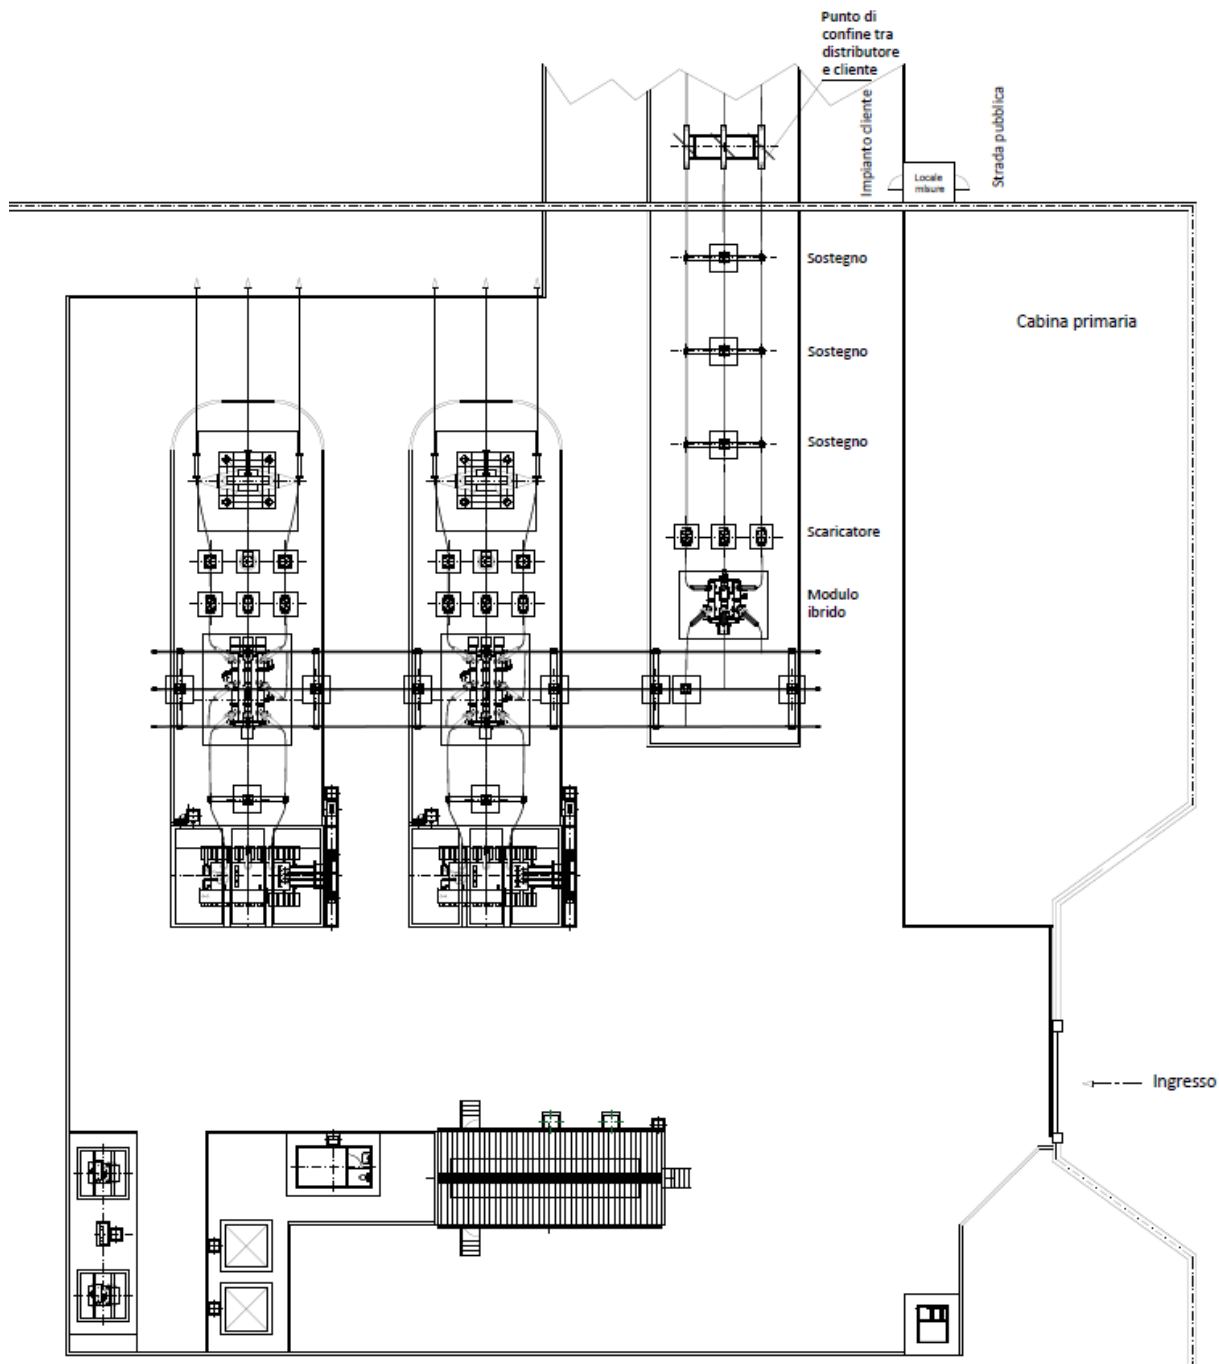 Punto di
confine tra
distributore
e cliente
Impianto cliente
Strada pubblica
Locale
misure
Sostegno
Cabina primaria
Sostegno
Sostegno
Scaricatore
Modulo
ibrido
Ingresso